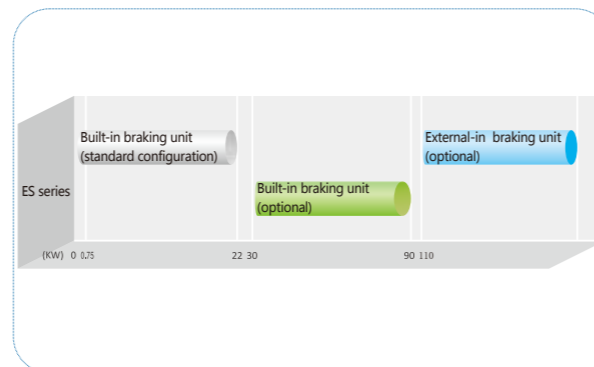 Built-in braking unit
(standard configuration)
External-in braking unit
(optional)
ES series
Built-in braking unit
(optional)
(KW) 0 0.75 22 30 90 110